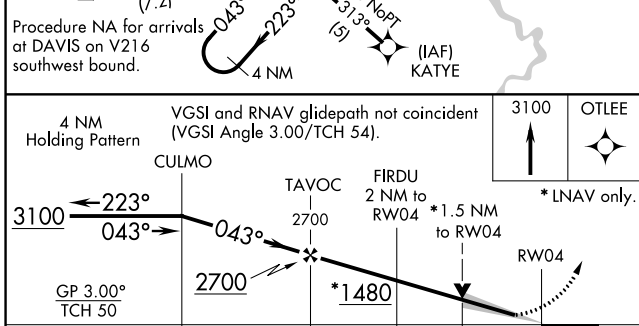 (7.2)
043°
223°
4 NM
NoPT
313°
(5)
(IAF)
KATYE
Procedure NA for arrivals
at DAVIS on V216
southwest bound.
4 NM
Holding Pattern
VGSI and RNAV glidepath not coincident
(VGSI Angle 3.00/TCH 54).
3100
OTLEE
* LNAV only.
CULMO
TAVOC
2700
FIRDU
2 NM to
RW04
*1.5 NM
to RW04
RW04
3100
223°
043°
043°
2700
*1480
GP 3.00°
TCH 50